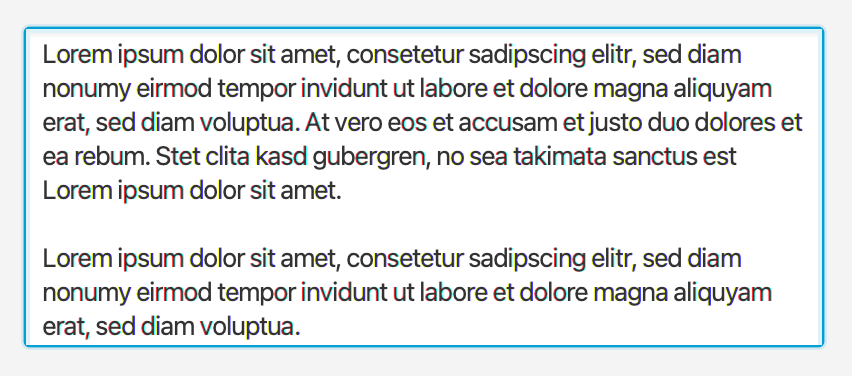 Lorem ipsum dolor sit amet, consetetur sadipscing elitr, sed diam
nonumy eirmod tempor invidunt ut labore et dolore magna aliquyam
erat, sed diam voluptua. At vero eos et accusam et justo duo dolores et
ea rebum. Stet clita kasd gubergren, no sea takimata sanctus est
Lorem ipsum dolor sit amet.

Lorem ipsum dolor sit amet, consetetur sadipscing elitr, sed diam
nonumy eirmod tempor invidunt ut labore et dolore magna aliquyam
erat, sed diam voluptua.